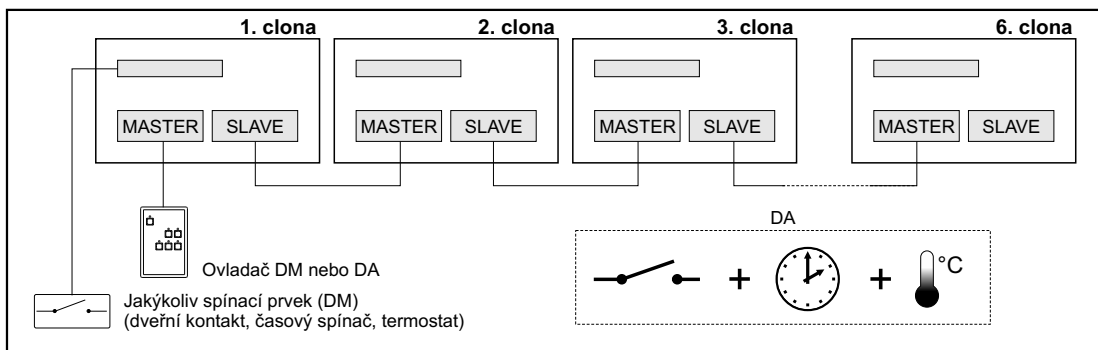 1. clona
2. clona
3. clona
6. clona
MASTER SLAVE
MASTER SLAVE
MASTER SLAVE
MASTER SLAVE
DA
°C
Ovladač DM nebo DA
Jakýkoliv spínací prvek (DM)
(dveřní kontakt, časový spínač, termostat)